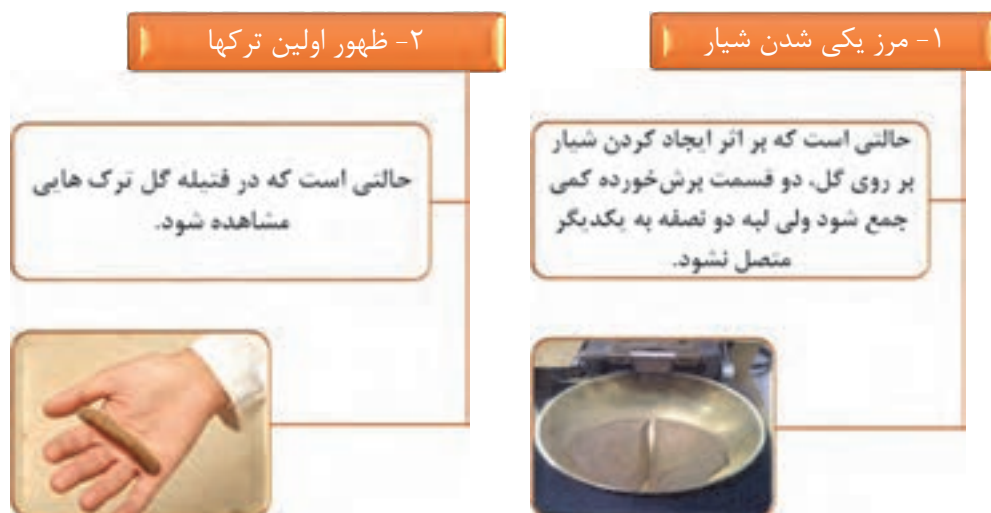 ۱- مرز یکی شدن شیار
حالتی است که بر اثر ایجاد کردن شیار
بر روی گل، دو قسمت برش‌خورده کمی
جمع شود ولی لبه دو نصفه به یکدیگر
متصل نشود.
۲- ظهور اولین ترکها
حالتی است که در فتیله گل ترک هایی
مشاهده شود.